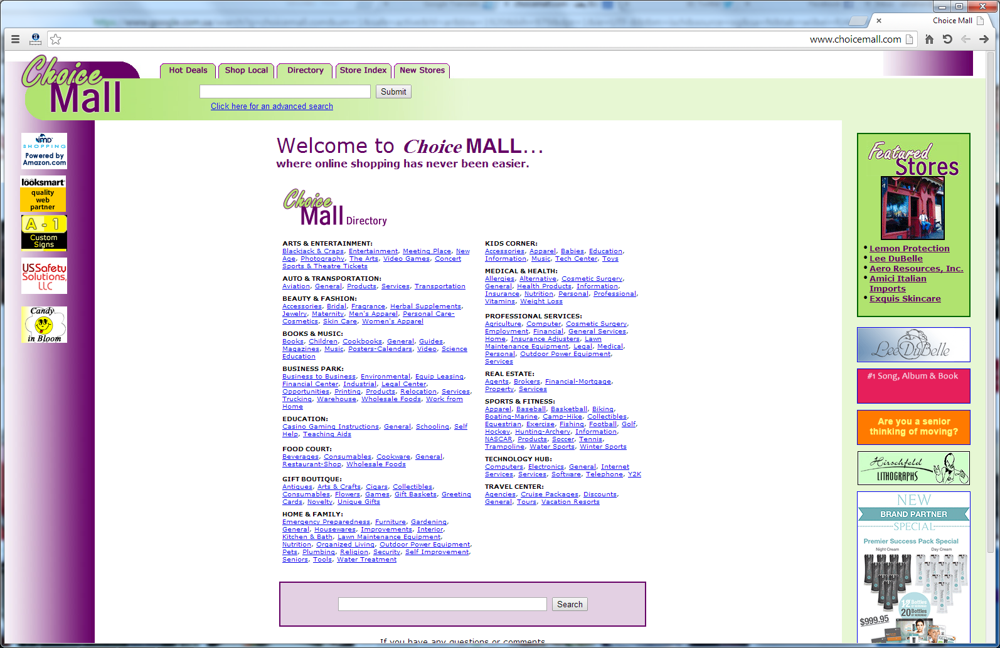 Choice Mall
www.choicemall.com
Choice
Mall
Hot Deals
Shop Local
Directory
Store Index
New Stores
Submit
Click here for an advanced search
IMD
SHOPPING
Powered by
Amazon.com
looksmart
quality
web
partner
A - 1
Custom
Signs
US Safety
Solutions,
LLC
Candy
in Bloom
Welcome to Choice MALL...
where online shopping has never been easier.
Choice
Mall Directory
ARTS & ENTERTAINMENT:
Blackjack & Craps, Entertainment, Meeting Place, New
Age, Photography, The Arts, Video Games, Concert
Sports & Theatre Tickets
AUTO & TRANSPORTATION:
Aviation, General, Products, Services, Transportation
BEAUTY & FASHION:
Accessories, Bridal, Fragrance, Herbal Supplements,
Jewelry, Maternity, Men's Apparel, Personal Care-
Cosmetics, Skin Care, Women's Apparel
BOOKS & MUSIC:
Books, Children, Cookbooks, General, Guides,
Magazines, Music, Posters-Calendars, Video, Science
Education
BUSINESS PARK:
Business to Business, Environmental, Equip Leasing,
Financial Center, Industrial, Legal Center,
Opportunities, Printing, Products, Relocation, Services,
Trucking, Warehouse, Wholesale Foods, Work from
Home
EDUCATION:
Casino Gaming Instructions, General, Schooling, Self
Help, Teaching Aids
FOOD COURT:
Beverages, Consumables, Cookware, General,
Restaurant-Shop, Wholesale Foods
GIFT BOUTIQUE:
Antiques, Arts & Crafts, Cigars, Collectibles,
Consumables, Flowers, Games, Gift Baskets, Greeting
Cards, Novelty, Unique Gifts
HOME & FAMILY:
Emergency Preparedness, Furniture, Gardening,
General, Housewares, Improvements, Interior,
Kitchen & Bath, Lawn Maintenance Equipment,
Nutrition, Organized Living, Outdoor Power Equipment,
Pets, Plumbing, Religion, Security, Self Improvement,
Seniors, Tools, Water Treatment
KIDS CORNER:
Accessories, Apparel, Babies, Education,
Information, Music, Tech Center, Toys
MEDICAL & HEALTH:
Allergies, Alternative, Cosmetic Surgery,
General, Health Products, Information,
Insurance, Nutrition, Personal, Professional,
Vitamins, Weight Loss
PROFESSIONAL SERVICES:
Agriculture, Computer, Cosmetic Surgery,
Employment, Financial, General Services,
Home, Insurance Adjusters, Lawn
Maintenance Equipment, Legal, Medical,
Personal, Outdoor Power Equipment,
Services
REAL ESTATE:
Agents, Brokers, Financial-Mortgage,
Property, Services
SPORTS & FITNESS:
Apparel, Baseball, Basketball, Biking,
Boating-Marine, Camp-Hike, Collectibles,
Equestrian, Exercise, Fishing, Football, Golf,
Hockey, Hunting-Archery, Information,
NASCAR, Products, Soccer, Tennis,
Trampoline, Water Sports, Winter Sports
TECHNOLOGY HUB:
Computers, Electronics, General, Internet
Services, Services, Software, Telephone, Y2K
TRAVEL CENTER:
Agencies, Cruise Packages, Discounts,
General, Tours, Vacation Resorts
Search
If you have any questions or comments
Featured
Stores
• Lemon Protection
• Lee DuBelle
• Aero Resources, Inc.
• Amici Italian
Imports
• Exquis Skincare
LeeDuBelle
#1 Song, Album & Book
Are you a senior
thinking of moving?
Hirschfeld
LITHOGRAPHS
NEW
BRAND PARTNER
SPECIAL
Premier Success Pack Special
Night Cream Day Cream
12 Bottles
20 Bottles
$999.95